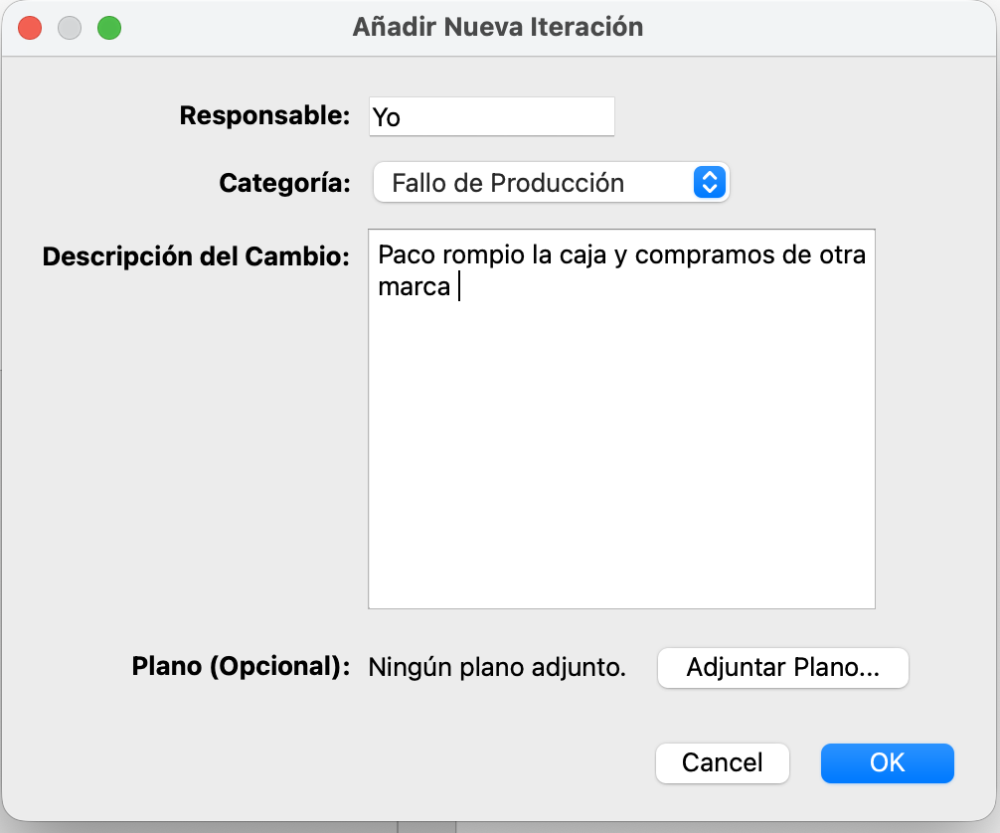 Añadir Nueva Iteración
Responsable: Yo
Categoría: Fallo de Producción
Descripción del Cambio: Paco rompio la caja y compramos de otra
marca
Plano (Opcional): Ningún plano adjunto. Adjuntar Plano...
Cancel OK